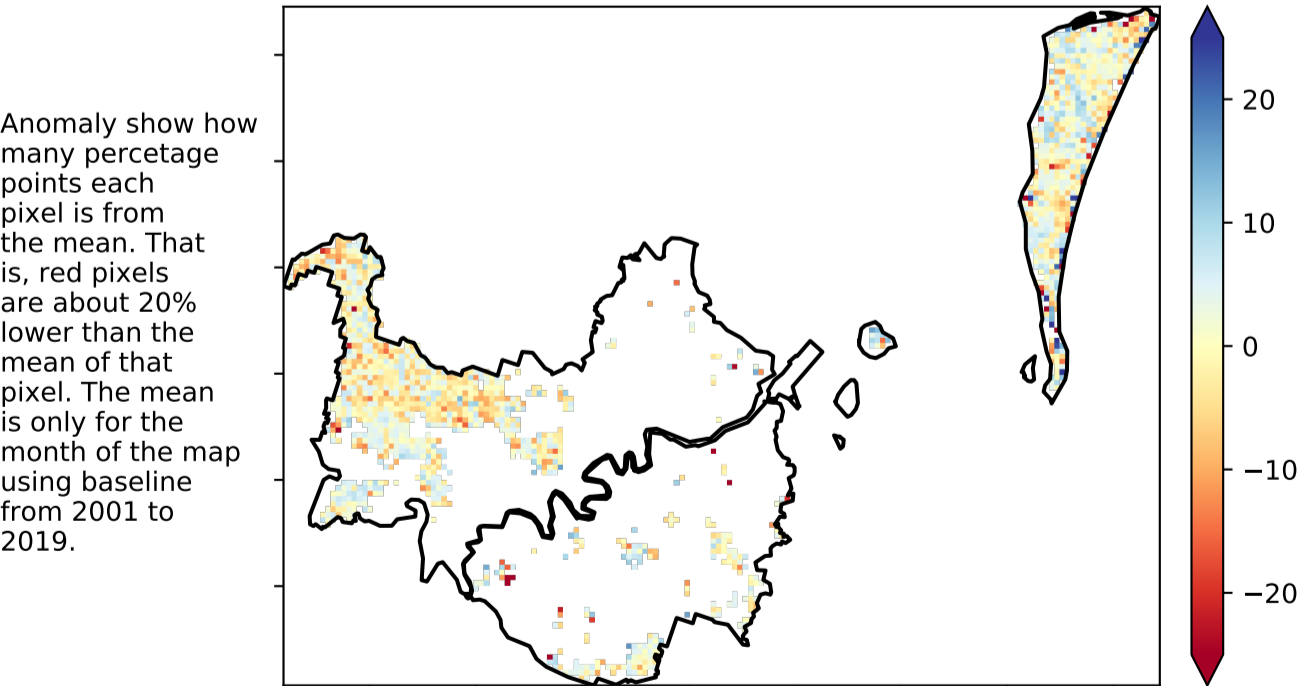 Anomaly show how
many percetage
points each
pixel is from
the mean. That
is, red pixels
are about 20%
lower than the
mean of that
pixel. The mean
is only for the
month of the map
using baseline
from 2001 to
2019.
20
10
0
−10
−20